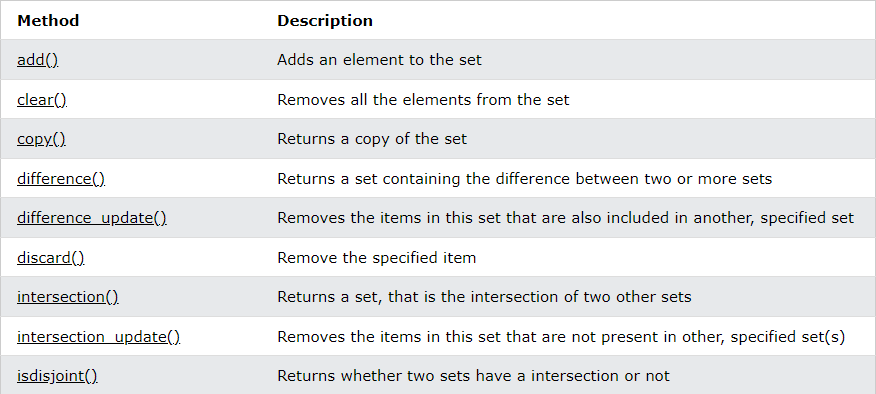 Method Description
add() Adds an element to the set
clear() Removes all the elements from the set
copy() Returns a copy of the set
difference() Returns a set containing the difference between two or more sets
difference_update() Removes the items in this set that are also included in another, specified set
discard() Remove the specified item
intersection() Returns a set, that is the intersection of two other sets
intersection_update() Removes the items in this set that are not present in other, specified set(s)
isdisjoint() Returns whether two sets have a intersection or not